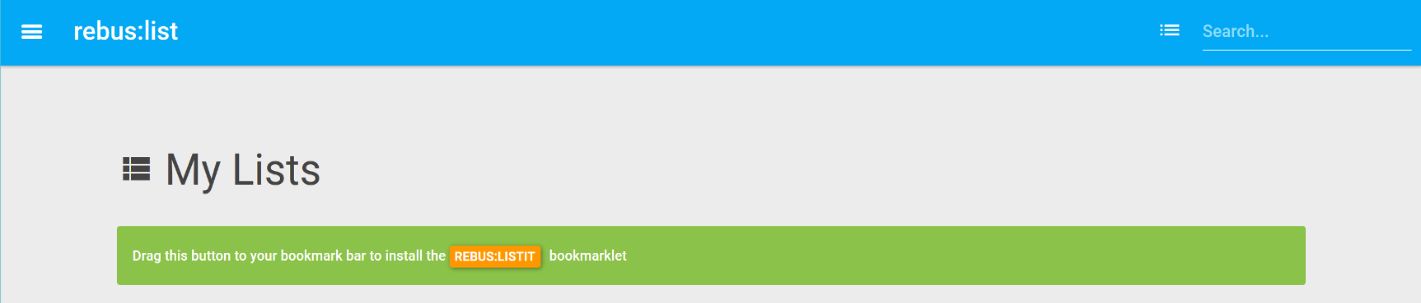 rebus:list
Search...
My Lists
Drag this button to your bookmark bar to install the REBUS:LISTIT bookmarklet